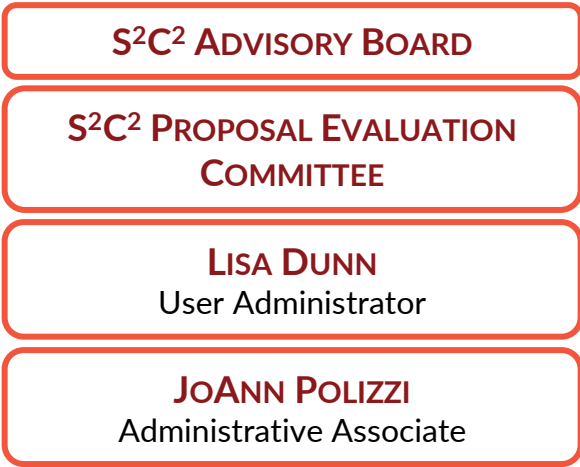 S²C² Advisory Board
S²C² Proposal Evaluation
Committee
Lisa Dunn
User Administrator
JoAnn Polizzi
Administrative Associate